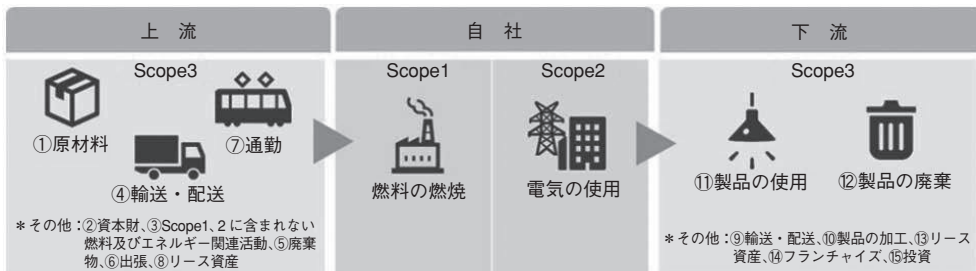 上　流
自　社
下　流
Scope3
①原材料
⑦通勤
④輸送・配送
＊その他：②資本財、③Scope1、2 に含まれない
燃料及びエネルギー関連活動、⑤廃棄
物、⑥出張、⑧リース資産
Scope1
燃料の燃焼
Scope2
電気の使用
Scope3
⑪製品の使用
⑫製品の廃棄
＊その他：⑨輸送・配送、⑩製品の加工、⑬リース
資産、⑭フランチャイズ、⑮投資